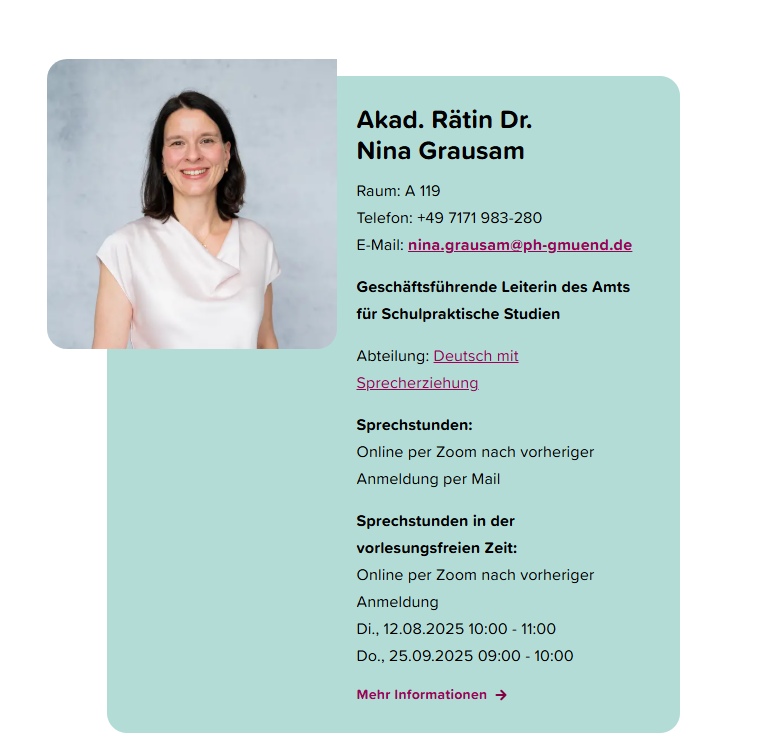 Akad. Rätin Dr.
Nina Grausam
Raum: A 119
Telefon: +49 7171 983-280
E-Mail: nina.grausam@ph-gmuend.de
Geschäftsführende Leiterin des Amts
für Schulpraktische Studien
Abteilung: Deutsch mit
Sprecherziehung
Sprechstunden:
Online per Zoom nach vorheriger
Anmeldung per Mail
Sprechstunden in der
vorlesungsfreien Zeit:
Online per Zoom nach vorheriger
Anmeldung
Di., 12.08.2025 10:00 - 11:00
Do., 25.09.2025 09:00 - 10:00
Mehr Informationen →